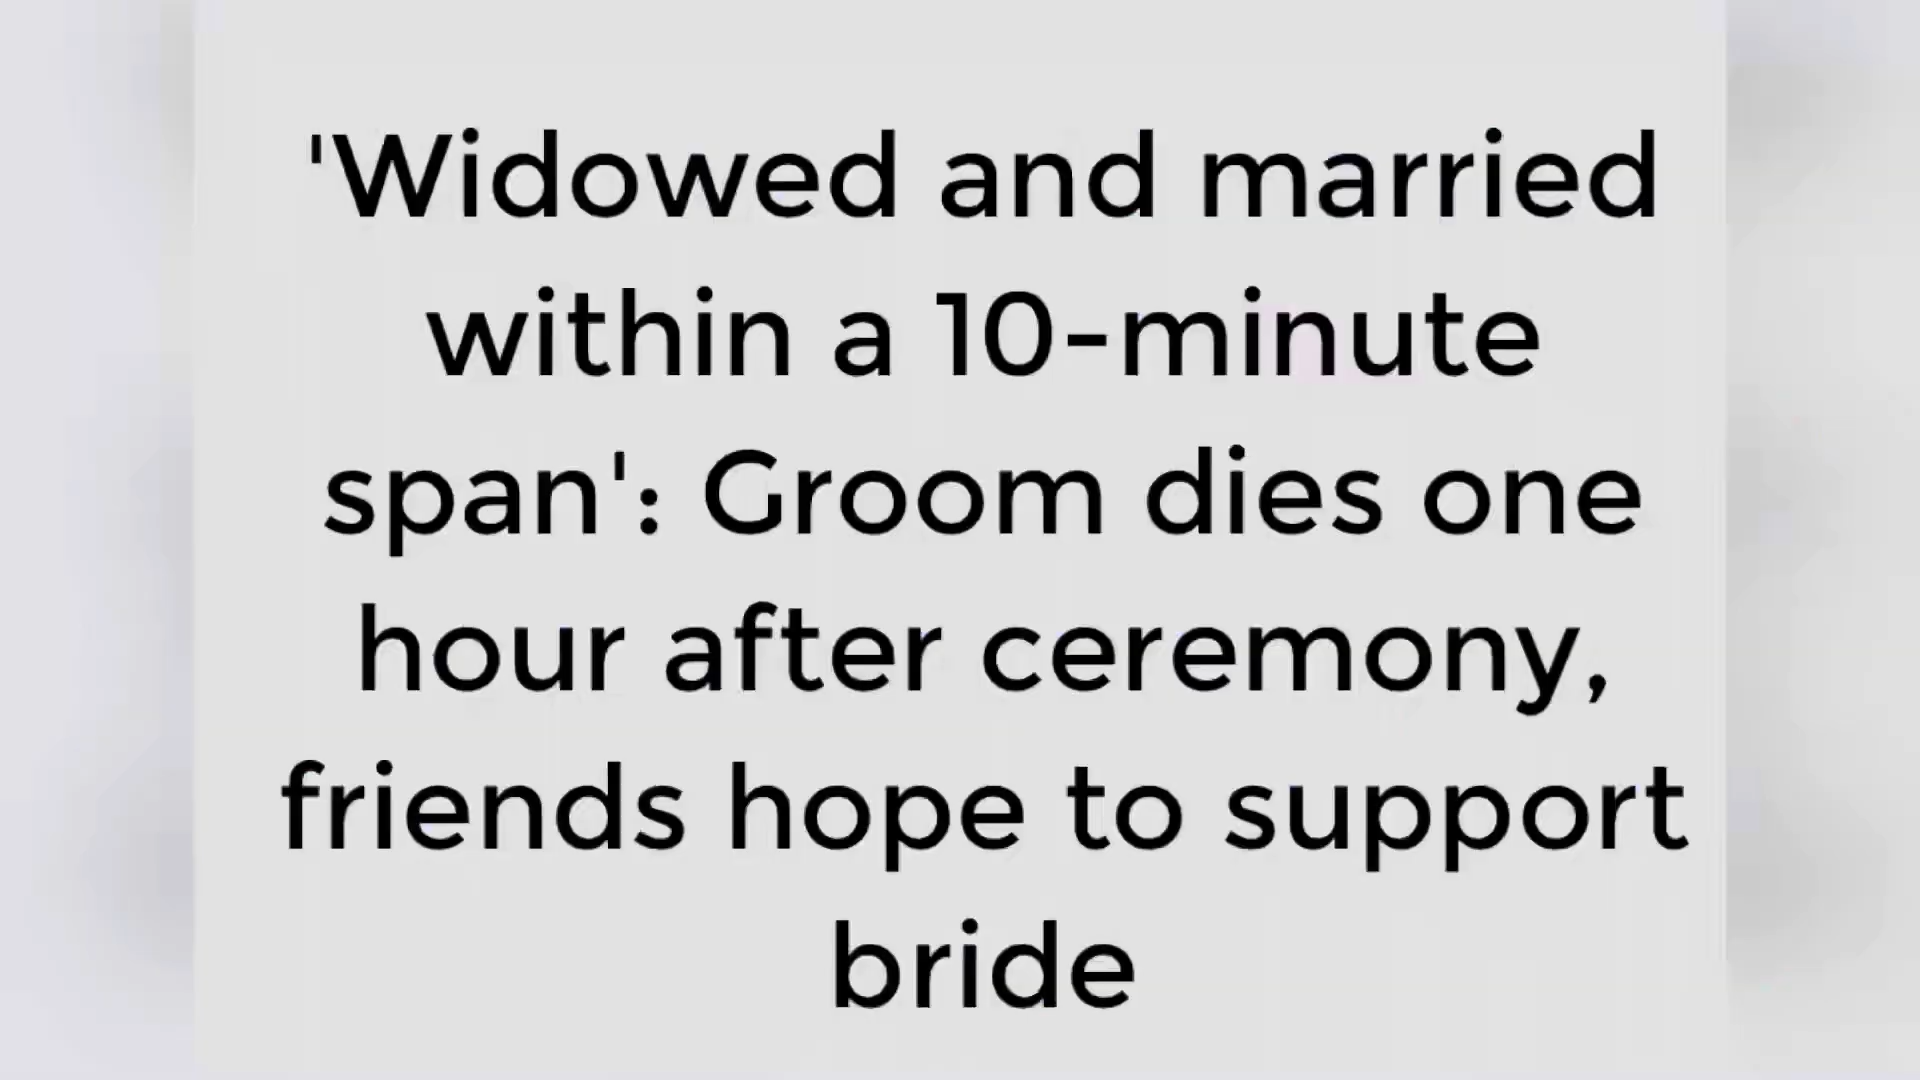 'Widowed and married
within a 10-minute
span': Groom dies one
hour after ceremony,
friends hope to support
bride